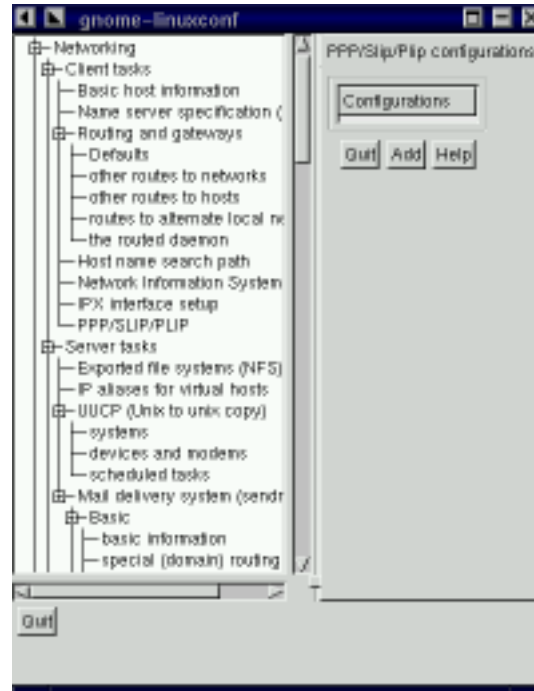 gnome-linuxconf
Networking
Client tasks
Basic host information
Name server specification (
Routing and gateways
Defaults
other routes to networks
other routes to hosts
routes to alternate local ne
the routed daemon
Host name search path
Network Information System
IPX interface setup
PPP/SLIP/PLIP
Server tasks
Exported file systems (NFS)
IP aliases for virtual hosts
UUCP (Unix to unix copy)
systems
devices and modems
scheduled tasks
Mail delivery system (sendr
Basic
basic information
special (domain) routing
PPP/Slip/Plip configurations
Configurations
Quit Add Help
Quit